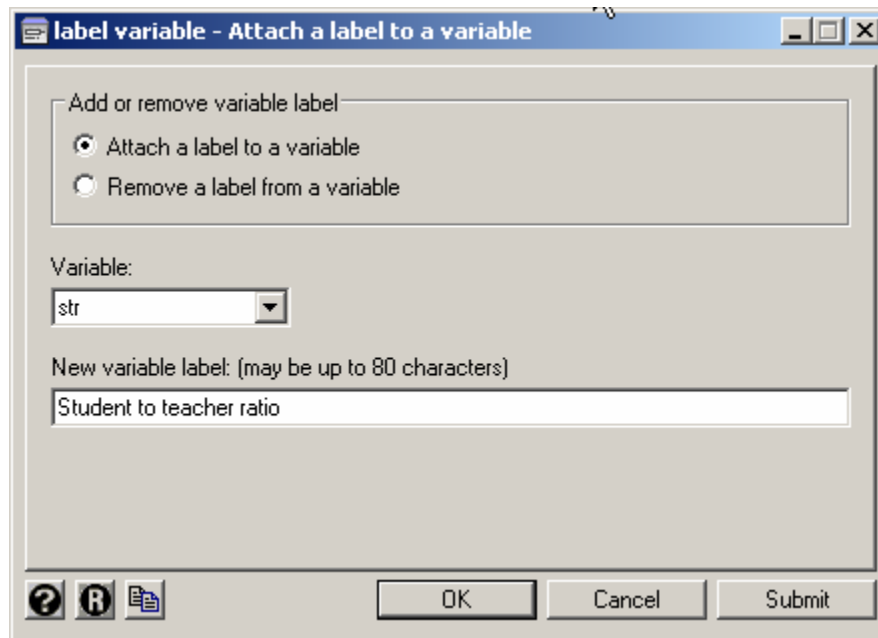 label variable - Attach a label to a variable
Add or remove variable label
Attach a label to a variable
Remove a label from a variable
Variable:
str
New variable label: (may be up to 80 characters)
Student to teacher ratio
? R OK Cancel Submit